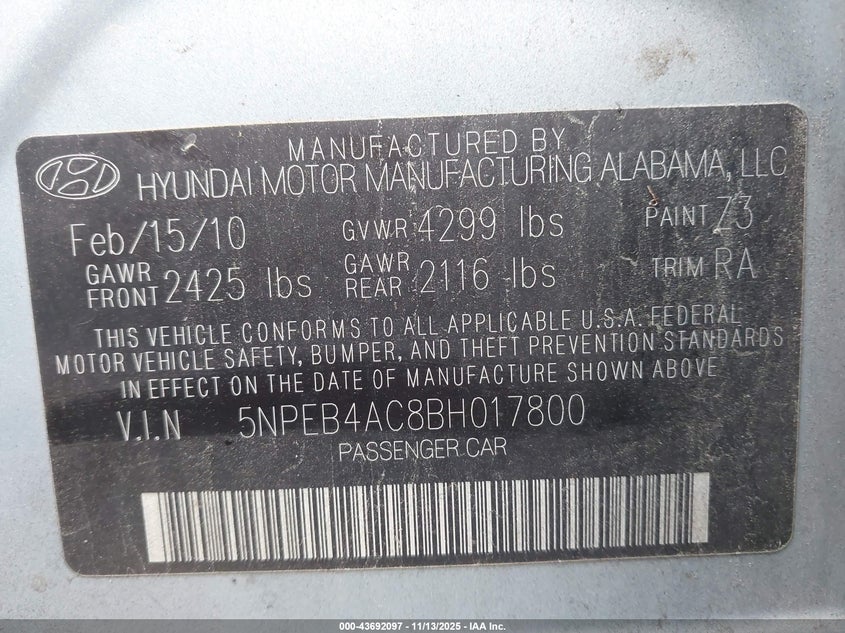 MANUFACTURED BY
HYUNDAI MOTOR MANUFACTURING ALABAMA, LLC
Feb/15/10 GVWR 4299 lbs PAINT Z3
GAWR FRONT 2425 lbs GAWR REAR 2116 lbs TRIM RA
THIS VEHICLE CONFORMS TO ALL APPLICABLE U.S.A. FEDERAL
MOTOR VEHICLE SAFETY, BUMPER, AND THEFT PREVENTION STANDARDS
IN EFFECT ON THE DATE OF MANUFACTURE SHOWN ABOVE
V.I.N 5NPEB4AC8BH017800
PASSENGER CAR
000-43692097 - 11/13/2025 - IAA Inc.